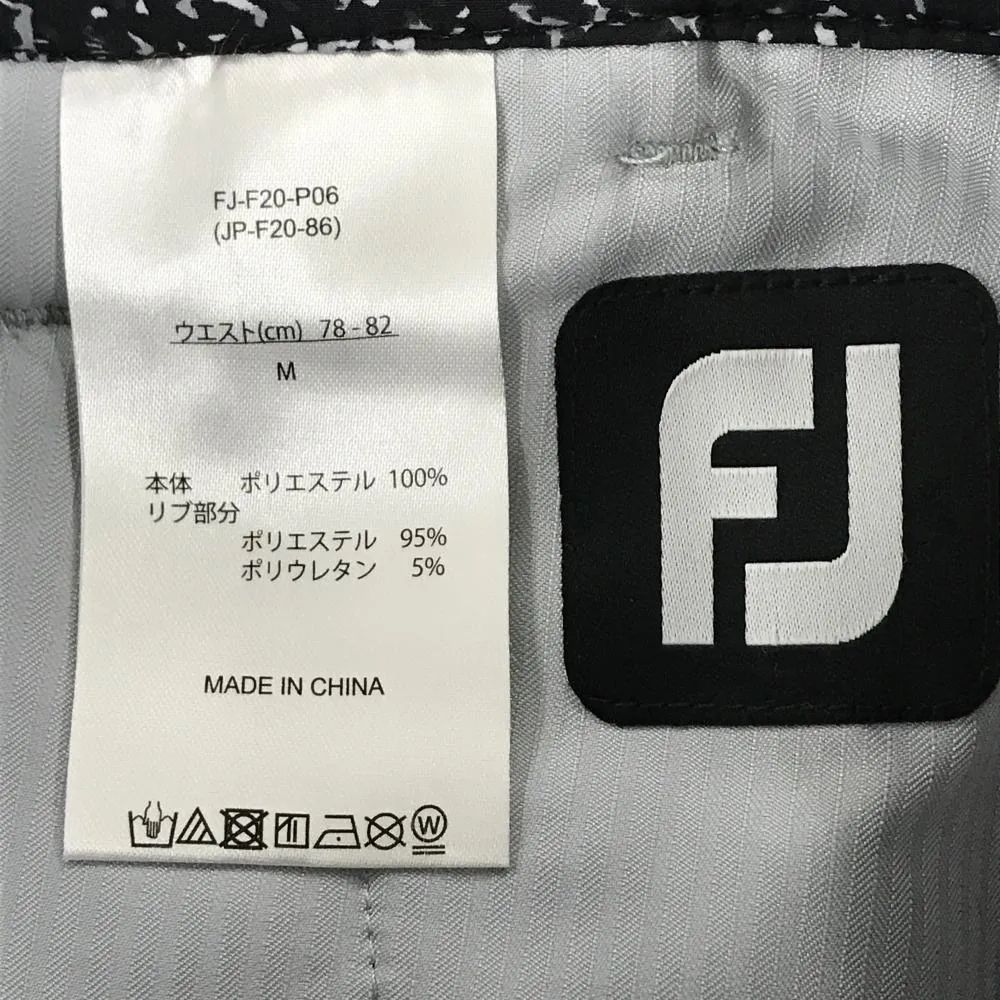 FJ-F20-P06
(JP-F20-86)
ウエスト(cm) 78-82
M
本体 ポリエステル 100%
リブ部分
ポリエステル 95%
ポリウレタン 5%
MADE IN CHINA
W
FJ